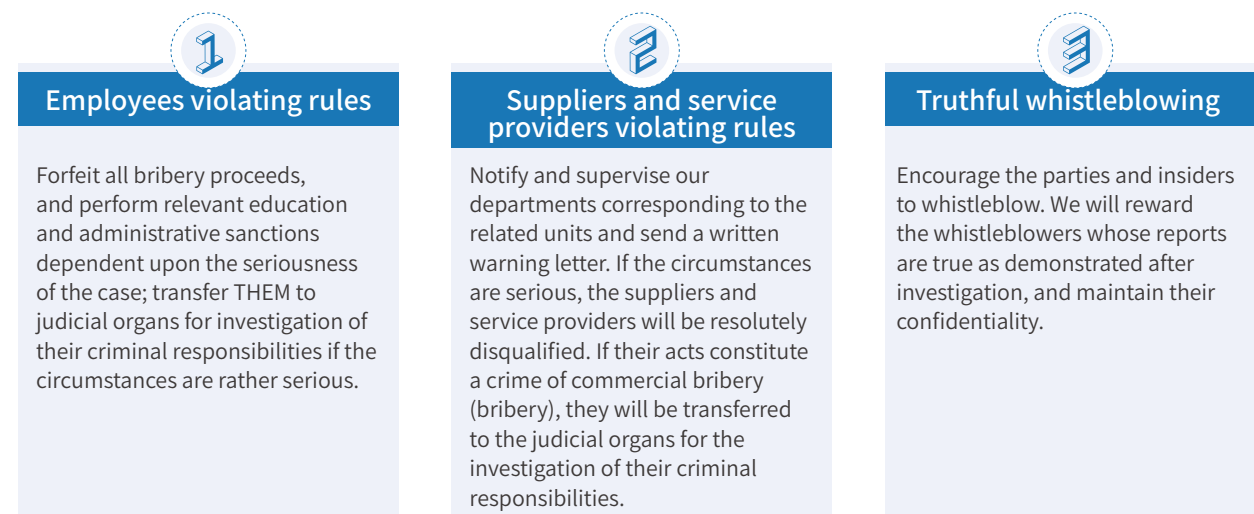 1
Employees violating rules
Forfeit all bribery proceeds,
and perform relevant education
and administrative sanctions
dependent upon the seriousness
of the case; transfer THEM to
judicial organs for investigation of
their criminal responsibilities if the
circumstances are rather serious.
2
Suppliers and service
providers violating rules
Notify and supervise our
departments corresponding to the
related units and send a written
warning letter. If the circumstances
are serious, the suppliers and
service providers will be resolutely
disqualified. If their acts constitute
a crime of commercial bribery
(bribery), they will be transferred
to the judicial organs for the
investigation of their criminal
responsibilities.
3
Truthful whistleblowing
Encourage the parties and insiders
to whistleblow. We will reward
the whistleblowers whose reports
are true as demonstrated after
investigation, and maintain their
confidentiality.